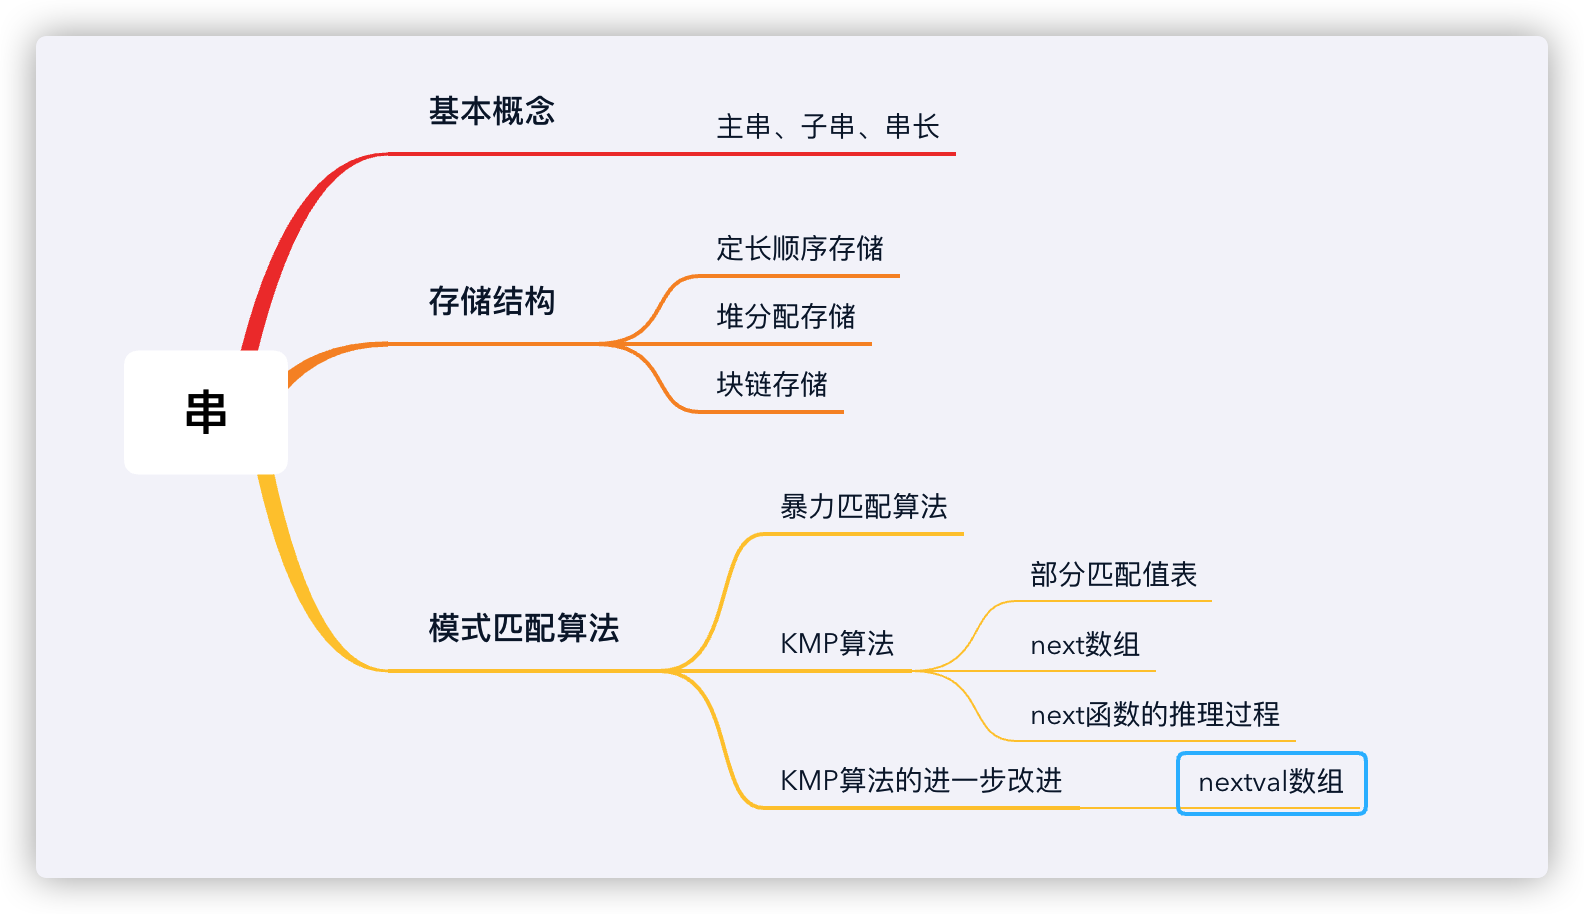 串
基本概念
主串、子串、串长
存储结构
定长顺序存储
堆分配存储
块链存储
模式匹配算法
暴力匹配算法
KMP算法
部分匹配值表
next数组
next函数的推理过程
KMP算法的进一步改进
nextval数组